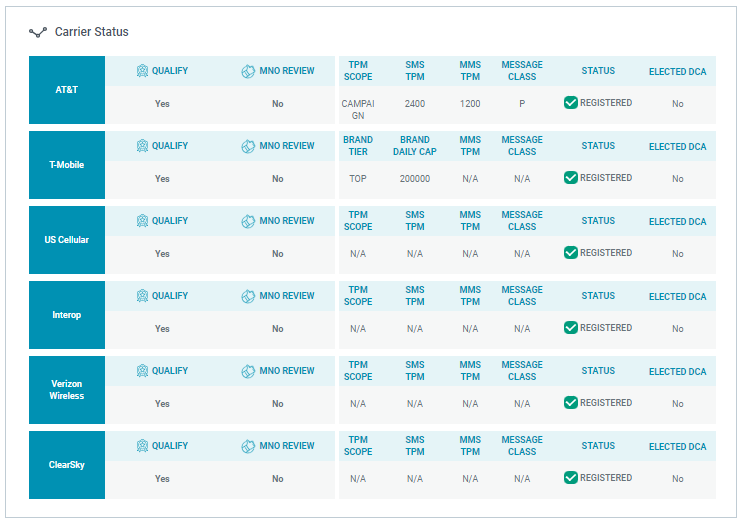 Carrier Status
AT&T
QUALIFY MNO REVIEW TPM SCOPE SMS TPM MMS TPM MESSAGE CLASS STATUS ELECTED DCA
Yes No CAMPAI GN 2400 1200 P REGISTERED No
T-Mobile
QUALIFY MNO REVIEW BRAND TIER BRAND DAILY CAP MMS TPM MESSAGE CLASS STATUS ELECTED DCA
Yes No TOP 200000 N/A N/A REGISTERED No
US Cellular
QUALIFY MNO REVIEW TPM SCOPE SMS TPM MMS TPM MESSAGE CLASS STATUS ELECTED DCA
Yes No N/A N/A N/A N/A REGISTERED No
Interop
QUALIFY MNO REVIEW TPM SCOPE SMS TPM MMS TPM MESSAGE CLASS STATUS ELECTED DCA
Yes No N/A N/A N/A N/A REGISTERED No
Verizon
Wireless
QUALIFY MNO REVIEW TPM SCOPE SMS TPM MMS TPM MESSAGE CLASS STATUS ELECTED DCA
Yes No N/A N/A N/A N/A REGISTERED No
ClearSky
QUALIFY MNO REVIEW TPM SCOPE SMS TPM MMS TPM MESSAGE CLASS STATUS ELECTED DCA
Yes No N/A N/A N/A N/A REGISTERED No